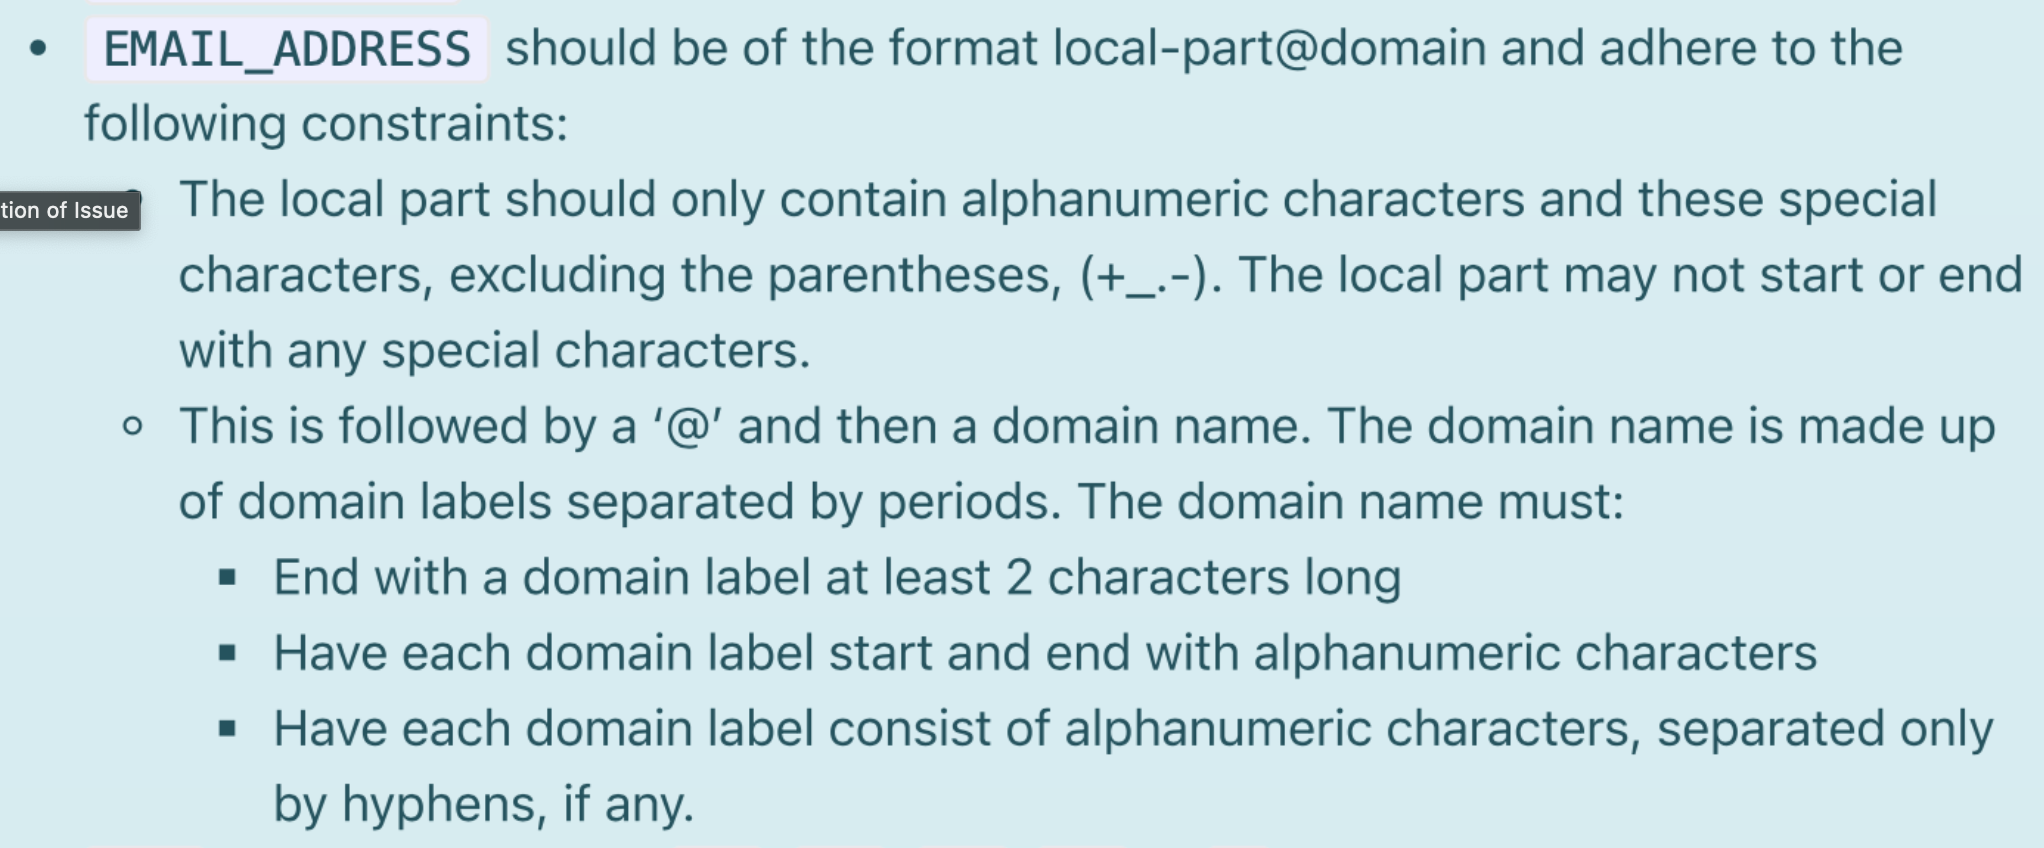 EMAIL_ADDRESS should be of the format local-part@domain and adhere to the
following constraints:
tion of Issue
The local part should only contain alphanumeric characters and these special
characters, excluding the parentheses, (+_.-). The local part may not start or end
with any special characters.
This is followed by a ‘@’ and then a domain name. The domain name is made up
of domain labels separated by periods. The domain name must:
End with a domain label at least 2 characters long
Have each domain label start and end with alphanumeric characters
Have each domain label consist of alphanumeric characters, separated only
by hyphens, if any.